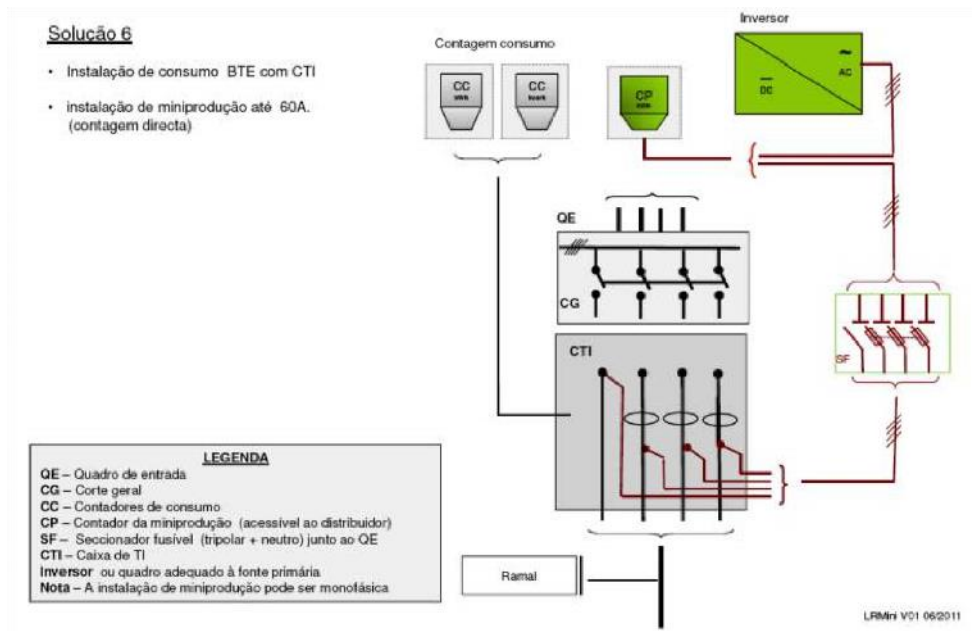 Solução 6
• Instalação de consumo BTE com CTI
• instalação de miniprodução até 60A.
(contagem directa)
Contagem consumo
CC
kWh
CC
kvarh
CP
Inversor
AC
DC
QE
CG
CTI
SF
LEGENDA
QE – Quadro de entrada
CG – Corte geral
CC – Contadores de consumo
CP – Contador da miniprodução (acessível ao distribuidor)
SF – Seccionador fusível (tripolar + neutro) junto ao QE
CTI – Caixa de TI
Inversor ou quadro adequado à fonte primária
Nota – A instalação de miniprodução pode ser monofásica
Ramal
LRMini V01 06/2011